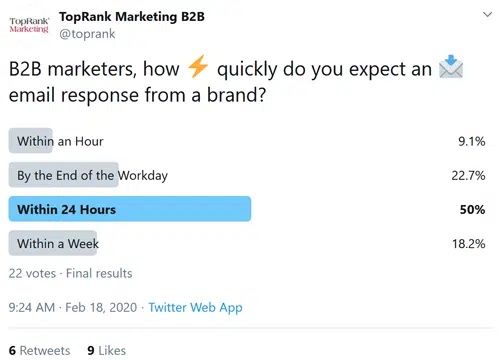 TopRank
Marketing
TopRank Marketing B2B
@toprank
B2B marketers, how ⚡ quickly do you expect an 📩
email response from a brand?
Within an Hour 9.1%
By the End of the Workday 22.7%
Within 24 Hours 50%
Within a Week 18.2%
22 votes · Final results
9:24 AM · Feb 18, 2020 · Twitter Web App
6 Retweets 9 Likes